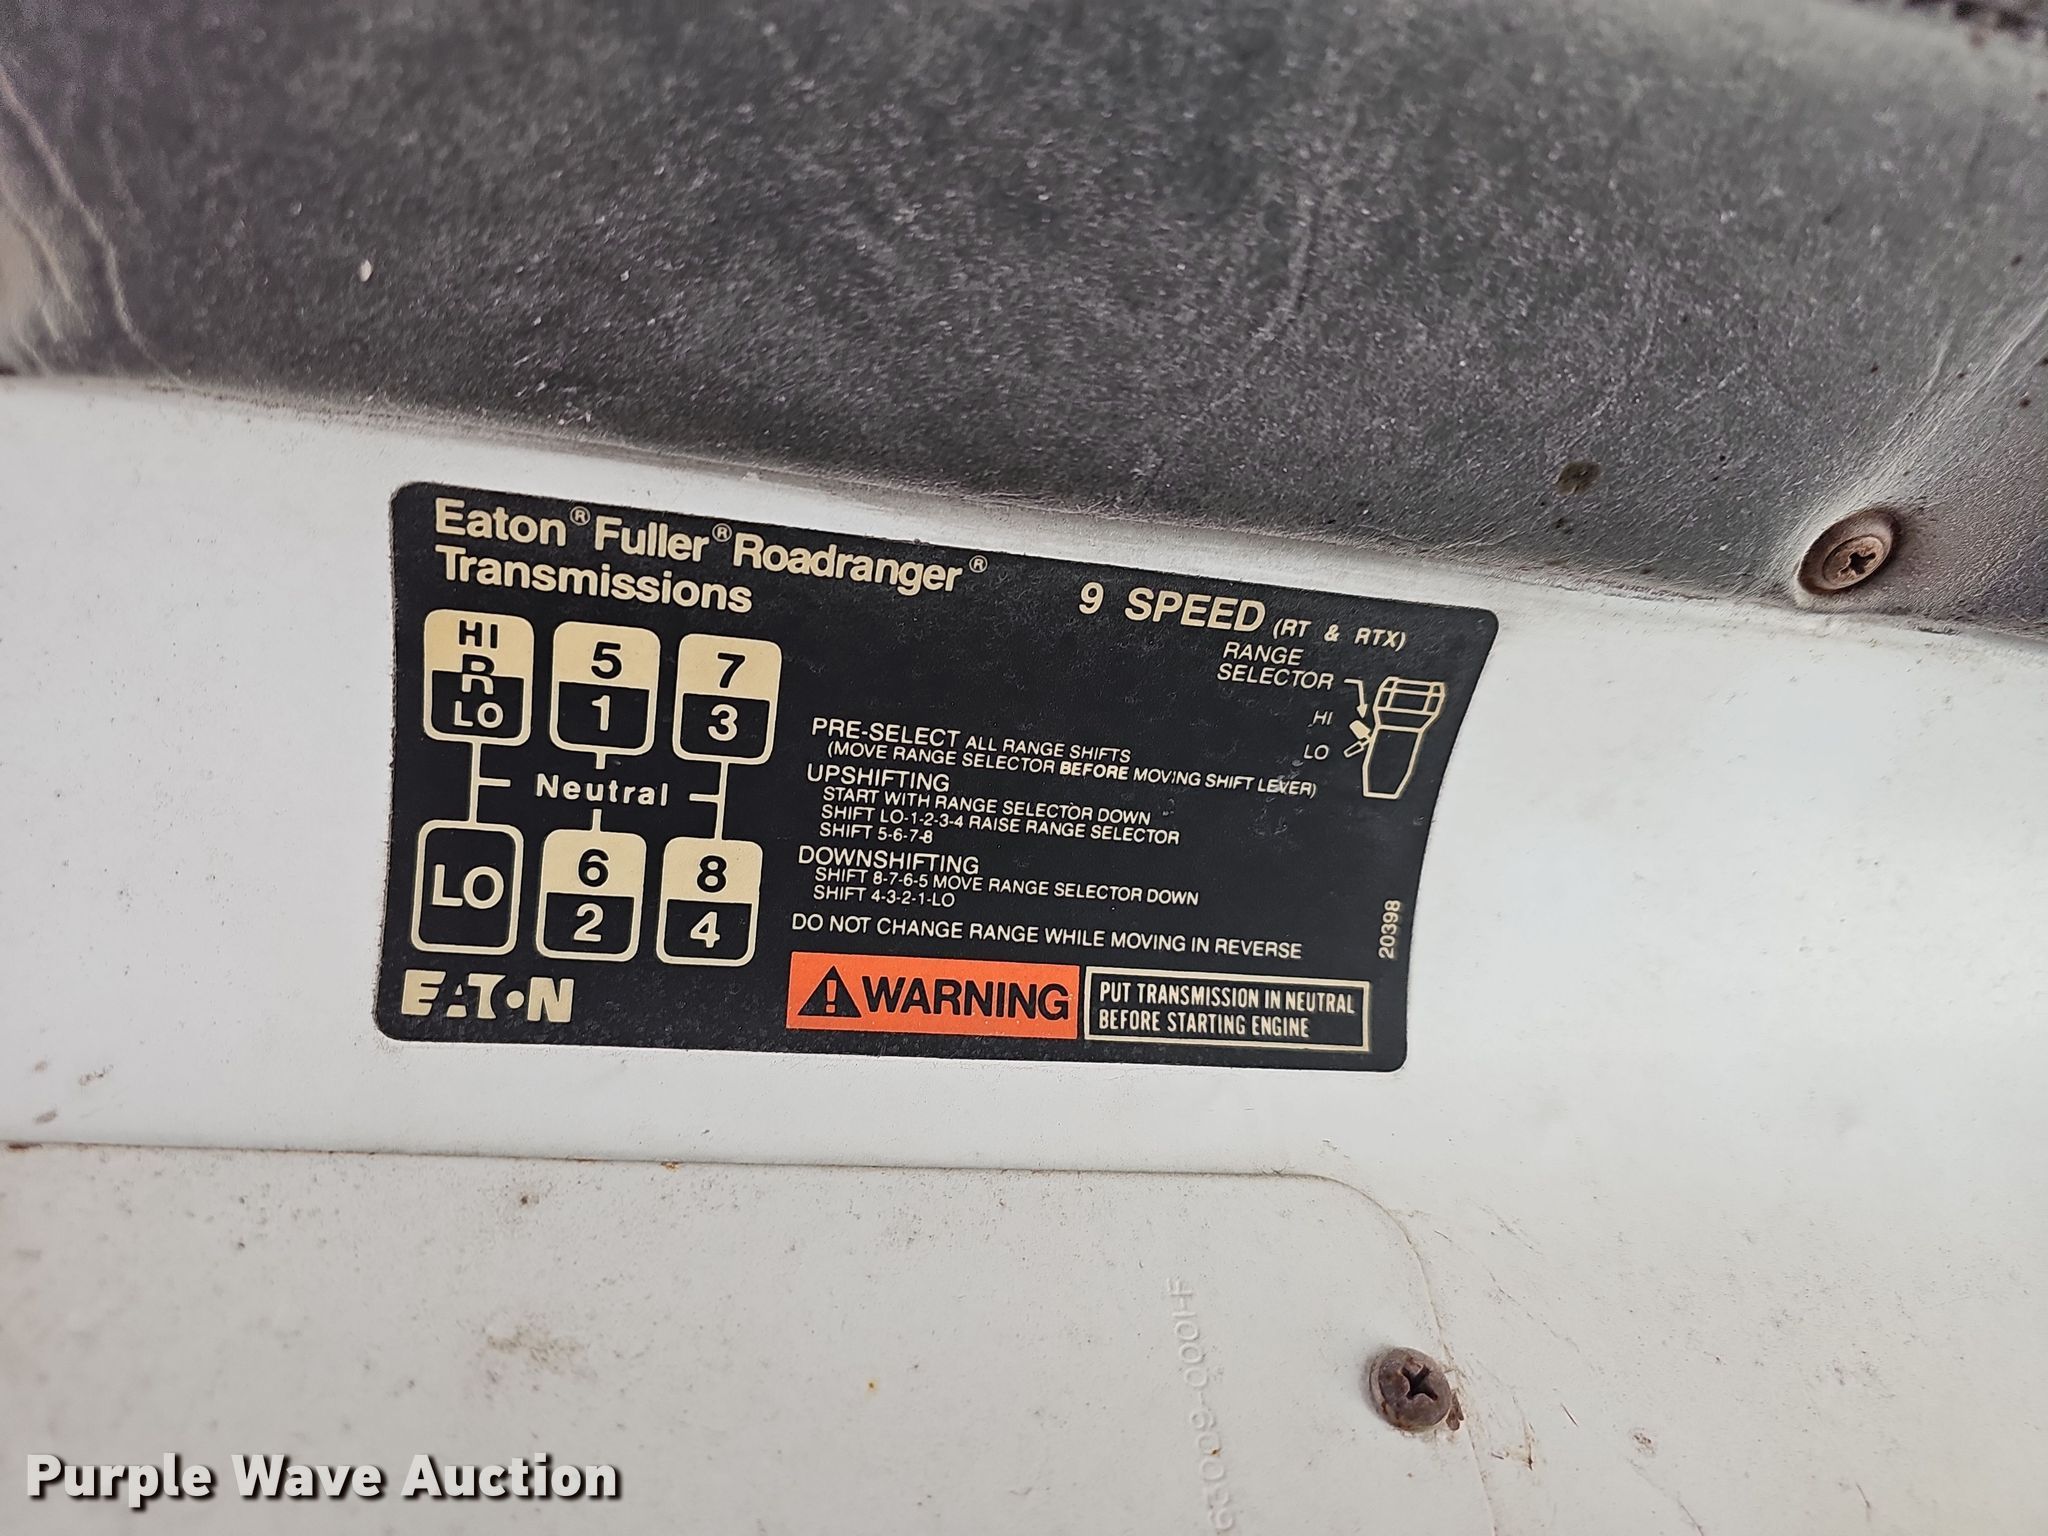 Eaton® Fuller® Roadranger®
Transmissions
9 SPEED (RT & RTX)
RANGE
SELECTOR
HI
LO
HI
R
LO
5
1
7
3
Neutral
LO
6
2
8
4
PRE-SELECT ALL RANGE SHIFTS
(MOVE RANGE SELECTOR BEFORE MOVING SHIFT LEVER)
UPSHIFTING
START WITH RANGE SELECTOR DOWN
SHIFT LO-1-2-3-4 RAISE RANGE SELECTOR
SHIFT 5-6-7-8
DOWNSHIFTING
SHIFT 8-7-6-5 MOVE RANGE SELECTOR DOWN
SHIFT 4-3-2-1-LO
DO NOT CHANGE RANGE WHILE MOVING IN REVERSE
20398
EATON
WARNING
PUT TRANSMISSION IN NEUTRAL
BEFORE STARTING ENGINE
Purple Wave Auction